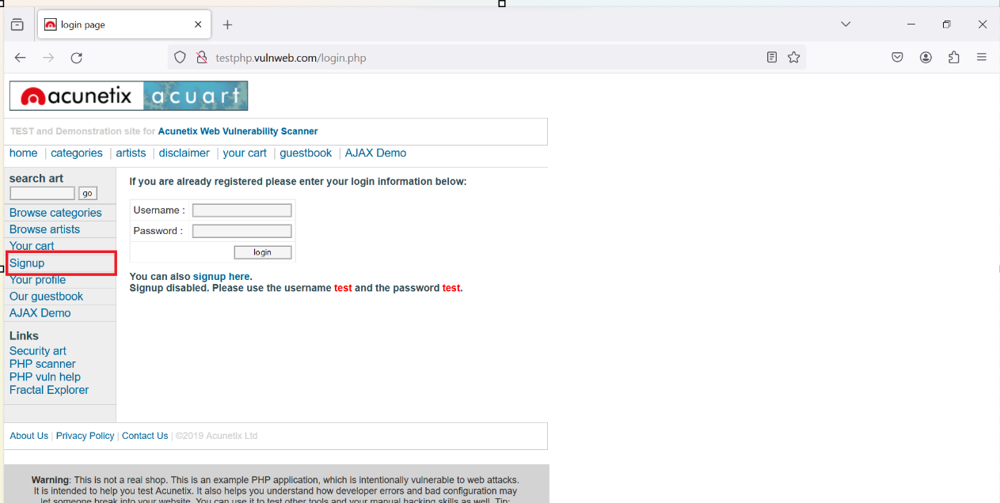 login page
testphp.vulnweb.com/login.php
acunetix acuart
TEST and Demonstration site for Acunetix Web Vulnerability Scanner
home | categories | artists | disclaimer | your cart | guestbook | AJAX Demo
search art
go
Browse categories
Browse artists
Your cart
Signup
Your profile
Our guestbook
AJAX Demo
Links
Security art
PHP scanner
PHP vuln help
Fractal Explorer
If you are already registered please enter your login information below:
Username :
Password :
login
You can also signup here.
Signup disabled. Please use the username test and the password test.
About Us | Privacy Policy | Contact Us | ©2019 Acunetix Ltd
Warning: This is not a real shop. This is an example PHP application, which is intentionally vulnerable to web attacks.
It is intended to help you test Acunetix. It also helps you understand how developer errors and bad configuration may
let someone break into your website. You can use it to test other tools and your manual hacking skills as well. Tip: